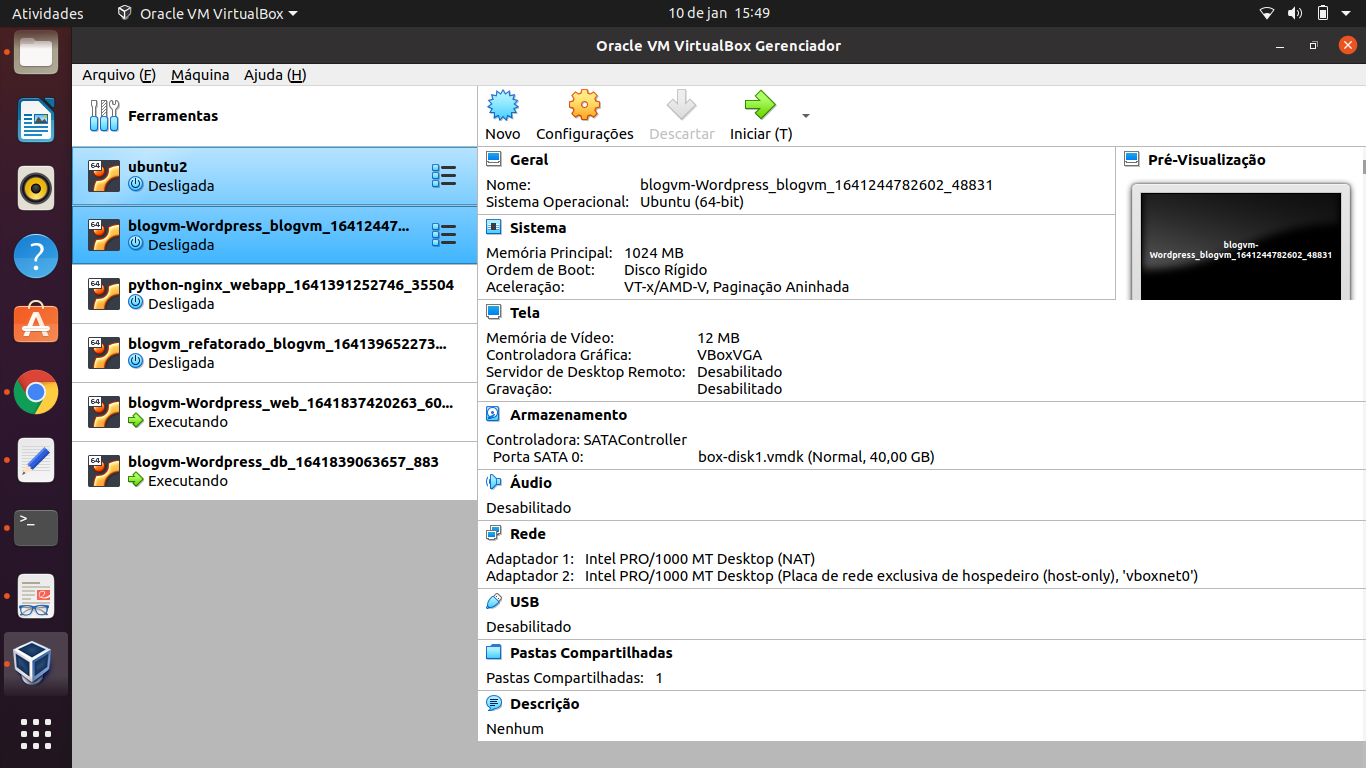 Atividades
Oracle VM VirtualBox
10 de jan 15:49
Oracle VM VirtualBox Gerenciador
Arquivo (F) Máquina Ajuda (H)
Ferramentas
64 ubuntu2
Desligada
64 blogvm-Wordpress_blogvm_16412447...
Desligada
64 python-nginx_webapp_1641391252746_35504
Desligada
64 blogvm_refatorado_blogvm_164139652273...
Desligada
64 blogvm-Wordpress_web_1641837420263_60...
Executando
64 blogvm-Wordpress_db_1641839063657_883
Executando
Novo Configurações Descartar Iniciar (T)
Geral
Nome: blogvm-Wordpress_blogvm_1641244782602_48831
Sistema Operacional: Ubuntu (64-bit)
Pré-Visualização
blogvm-
Wordpress_blogvm_1641244782602_48831
Sistema
Memória Principal: 1024 MB
Ordem de Boot: Disco Rígido
Aceleração: VT-x/AMD-V, Paginação Aninhada
Tela
Memória de Vídeo: 12 MB
Controladora Gráfica: VBoxVGA
Servidor de Desktop Remoto: Desabilitado
Gravação: Desabilitado
Armazenamento
Controladora: SATAController
Porta SATA 0: box-disk1.vmdk (Normal, 40,00 GB)
Áudio
Desabilitado
Rede
Adaptador 1: Intel PRO/1000 MT Desktop (NAT)
Adaptador 2: Intel PRO/1000 MT Desktop (Placa de rede exclusiva de hospedeiro (host-only), 'vboxnet0')
USB
Desabilitado
Pastas Compartilhadas
Pastas Compartilhadas: 1
Descrição
Nenhum